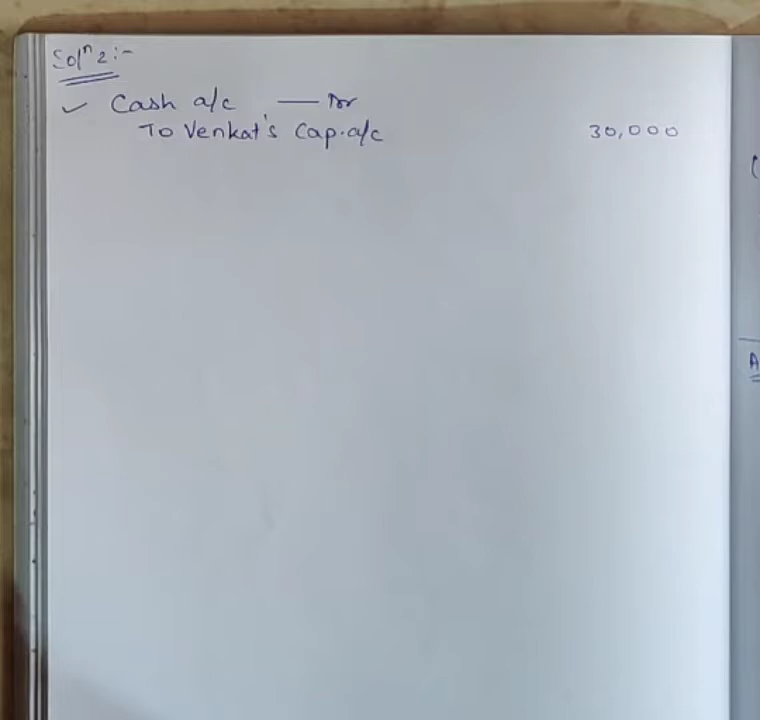 Solⁿ 2:-
✓ Cash a/c — Dr
To Venkat's Cap. a/c 30,000
(
A